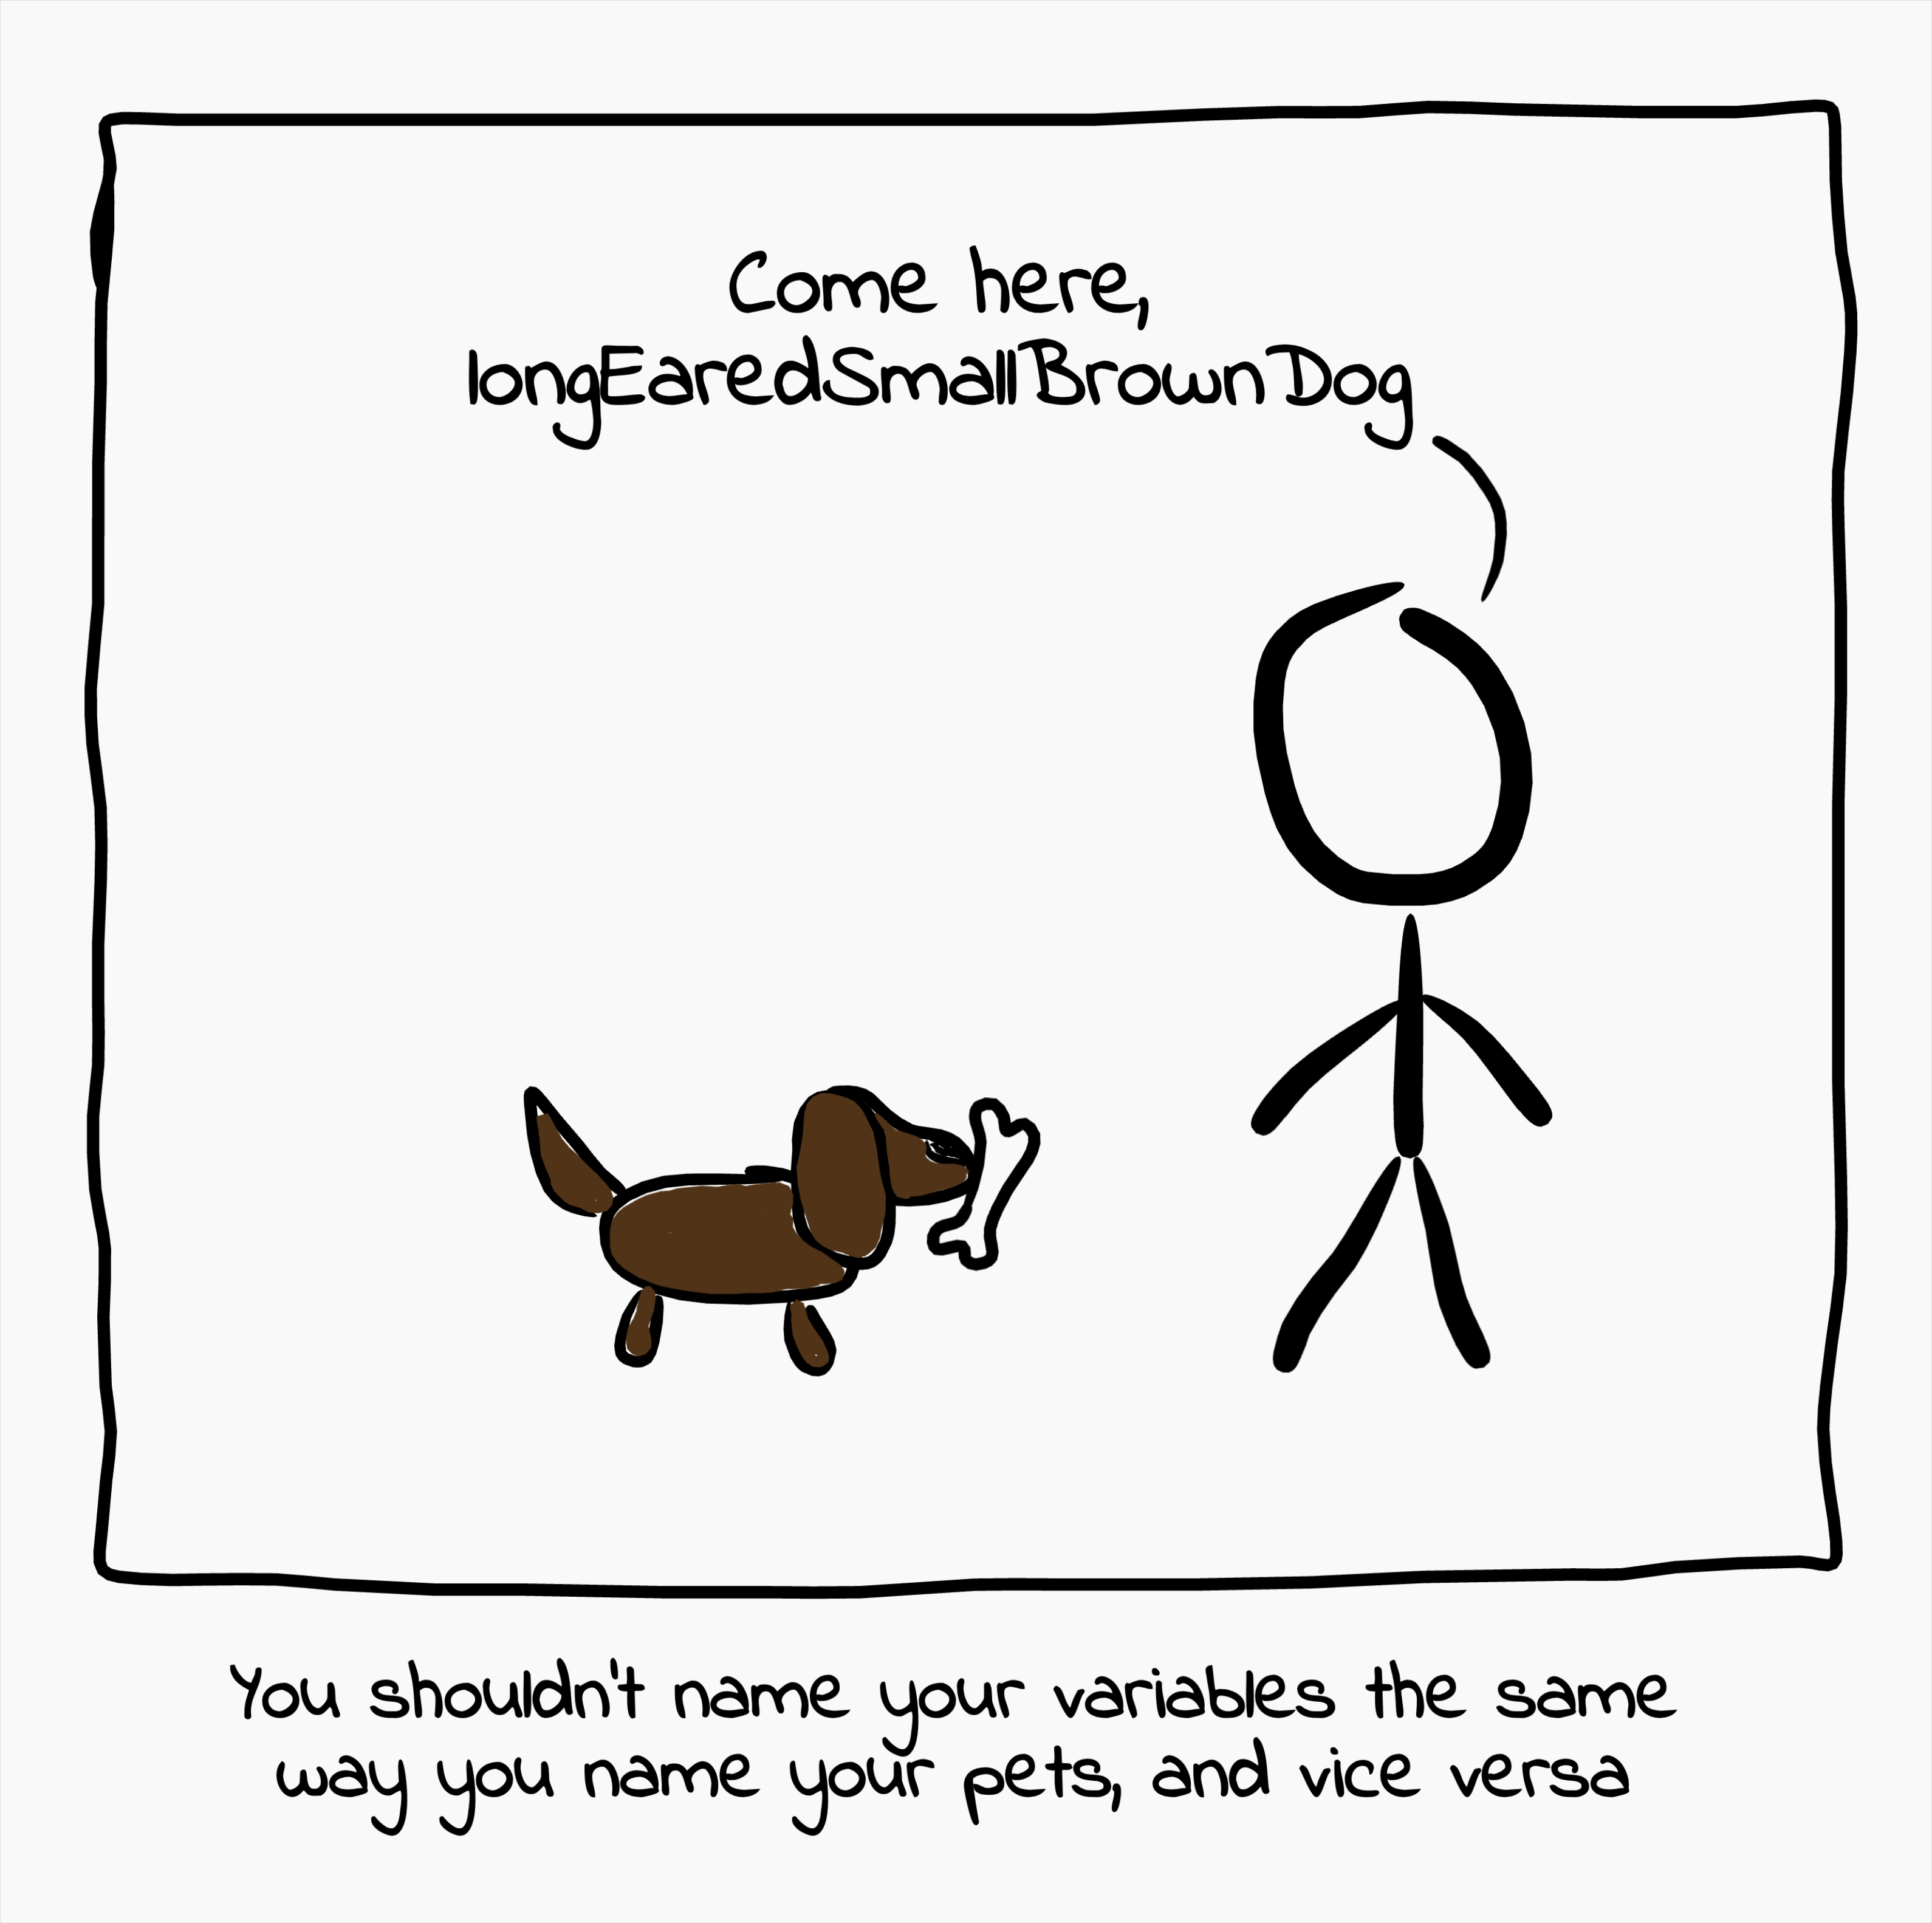 Come here,
longEaredSmallBrownDog
You shouldn't name your variables the same
way you name your pets, and vice versa